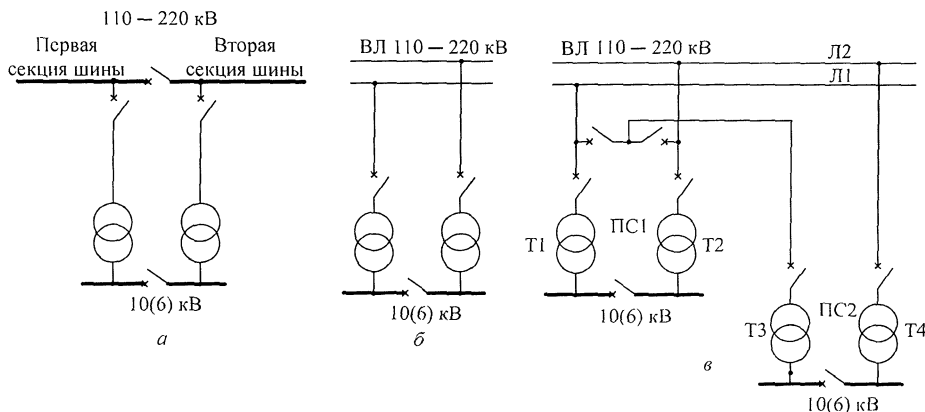 110 – 220 кВ
Первая
секция шины
Вторая
секция шины
10(6) кВ
а
ВЛ 110 – 220 кВ
10(6) кВ
б
ВЛ 110 – 220 кВ
Л2
Л1
Т1
ПС1
Т2
10(6) кВ
Т3
ПС2
Т4
в
10(6) кВ